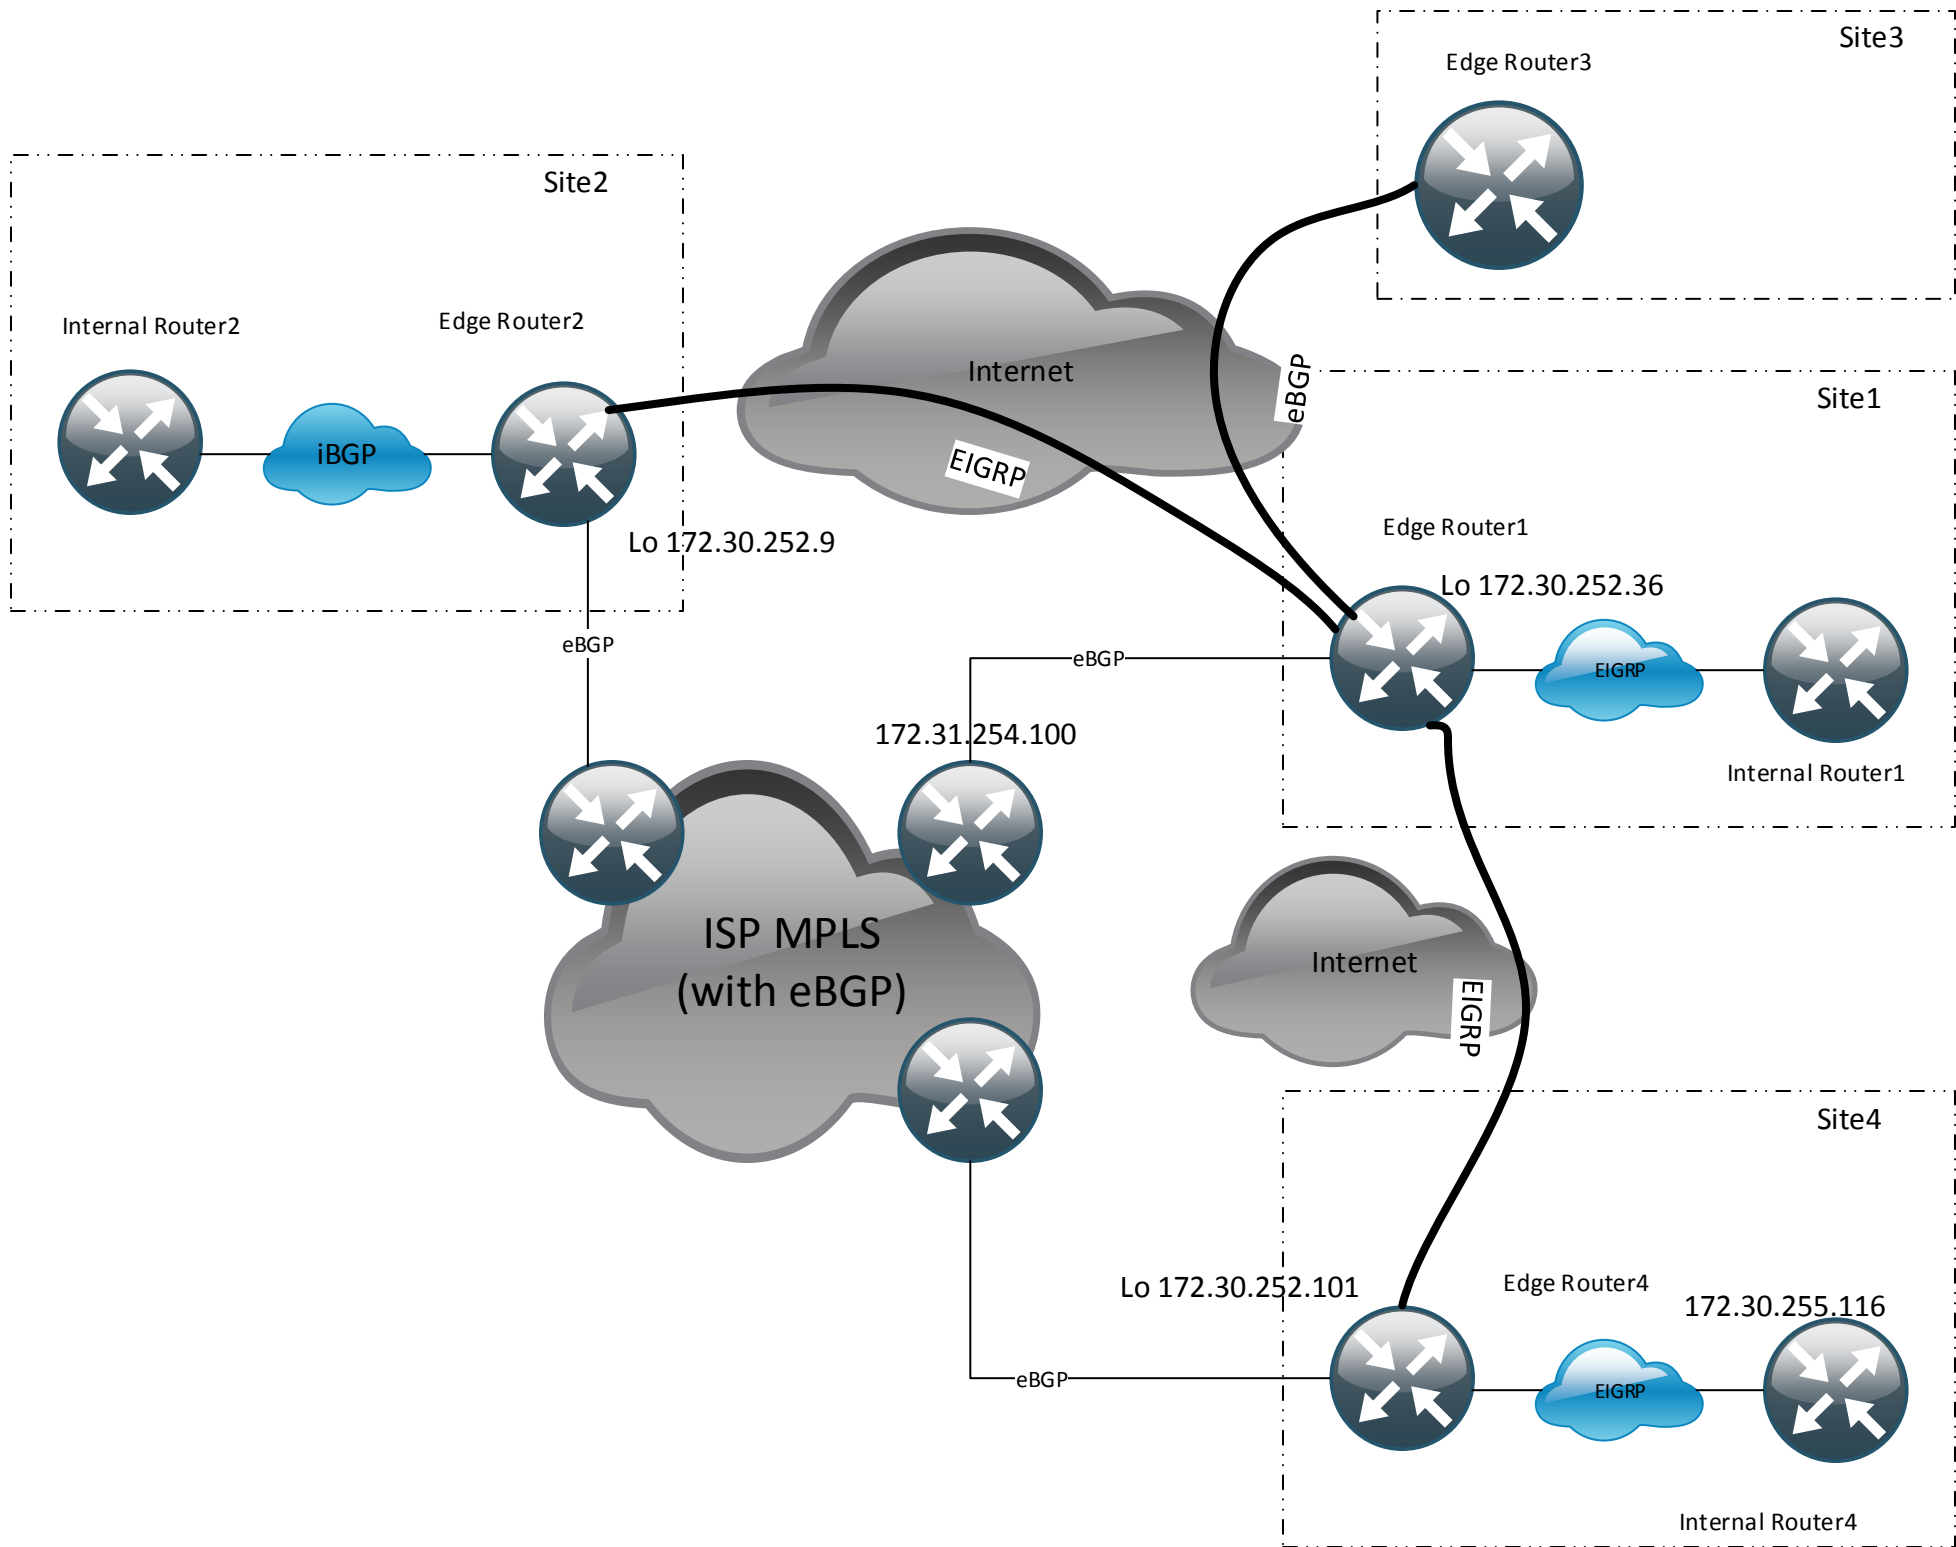 Site3
Edge Router3
Site2
Internal Router2
Edge Router2
Internet
eBGP
Site1
iBGP
EIGRP
Edge Router1
Lo 172.30.252.9
Lo 172.30.252.36
eBGP
eBGP
EIGRP
172.31.254.100
Internal Router1
ISP MPLS
(with eBGP)
Internet
EIGRP
Site4
Lo 172.30.252.101
Edge Router4
172.30.255.116
eBGP
EIGRP
Internal Router4